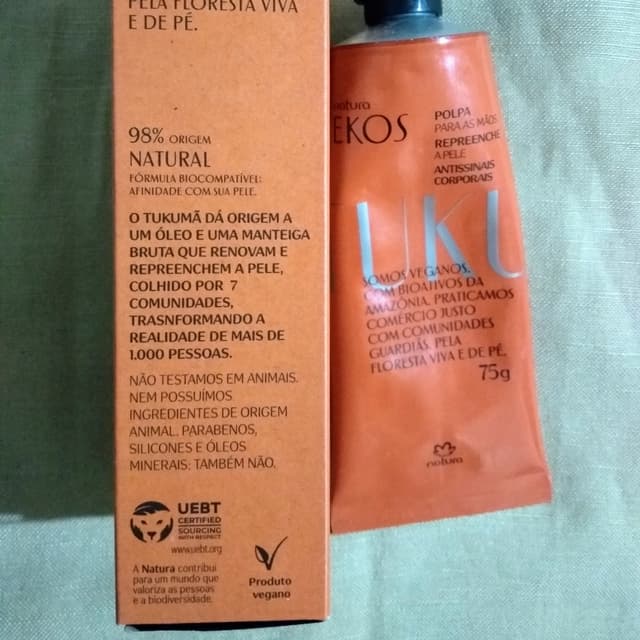 PELA FLORESTA VIVA
E DE PÉ.
98% ORIGEM
NATURAL
FÓRMULA BIOCOMPATÍVEL:
AFINIDADE COM SUA PELE.
O TUKUMÃ DÁ ORIGEM A
UM ÓLEO E UMA MANTEIGA
BRUTA QUE RENOVAM E
REPREENCHEM A PELE,
COLHIDO POR 7
COMUNIDADES,
TRASNFORMANDO A
REALIDADE DE MAIS DE
1.000 PESSOAS.
NÃO TESTAMOS EM ANIMAIS.
NEM POSSUÍMOS
INGREDIENTES DE ORIGEM
ANIMAL. PARABENOS,
SILICONES E ÓLEOS
MINERAIS: TAMBÉM NÃO.
UEBT
CERTIFIED
SOURCING
WITH RESPECT
www.uebt.org
A Natura contribui
para um mundo que
valoriza as pessoas
e a biodiversidade.
Produto
vegano
natura
EKOS
POLPA
PARA AS MÃOS
REPREENCHE
A PELE
ANTISSINAIS
CORPORAIS
UKU
SOMOS VEGANOS,
COM BIOATIVOS DA
AMAZÔNIA. PRATICAMOS
COMÉRCIO JUSTO
COM COMUNIDADES
GUARDIÃS. PELA
FLORESTA VIVA E DE PÉ.
75g
natura